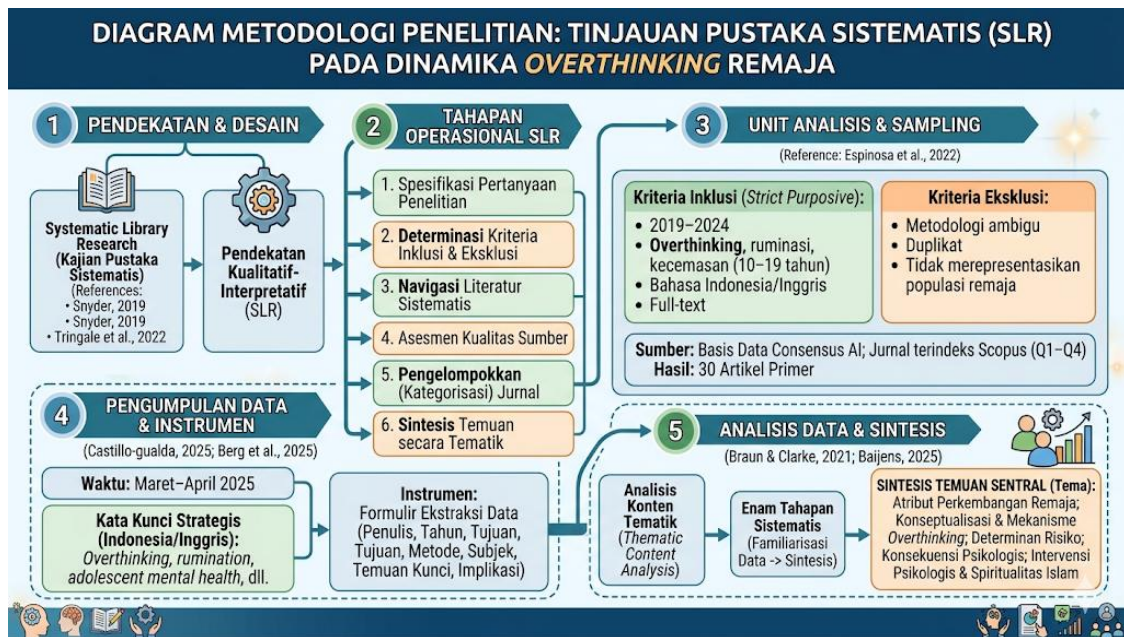 DIAGRAM METODOLOGI PENELITIAN: TINJAUAN PUSTAKA SISTEMATIS (SLR)
PADA DINAMIKA OVERTHINKING REMAJA
1 PENDEKATAN & DESAIN
Systematic Library
Research
(Kajian Pustaka
Sistematis)
(References:
• Snyder, 2019
• Snyder, 2019
• Tringale et al., 2022
Pendekatan
Kualitatif-
Interpretatif
(SLR)
2 TAHAPAN
OPERASIONAL SLR
1. Spesifikasi Pertanyaan
Penelitian
2. Determinasi Kriteria
Inklusi & Eksklusi
3. Navigasi Literatur
Sistematis
4. Asesmen Kualitas Sumber
5. Pengelompokkan
(Kategorisasi) Jurnal
6. Sintesis Temuan
secara Tematik
3 UNIT ANALISIS & SAMPLING
(Reference: Espinosa et al., 2022)
Kriteria Inklusi (Strict Purposive):
• 2019–2024
• Overthinking, ruminasi,
kecemasan (10–19 tahun)
• Bahasa Indonesia/Inggris
• Full-text
Kriteria Eksklusi:
• Metodologi ambigu
• Duplikat
• Tidak merepresentasikan
populasi remaja
Sumber: Basis Data Consensus AI; Jurnal terindeks Scopus (Q1–Q4)
Hasil: 30 Artikel Primer
4 PENGUMPULAN DATA
& INSTRUMEN
(Castillo-gualda, 2025; Berg et al., 2025)
Waktu: Maret–April 2025
Kata Kunci Strategis
(Indonesia/Inggris):
Overthinking, rumination,
adolescent mental health, dll.
Instrumen:
Formulir Ekstraksi Data
(Penulis, Tahun, Tujuan,
Tujuan, Metode, Subjek,
Temuan Kunci, Implikasi)
5 ANALISIS DATA & SINTESIS
(Braun & Clarke, 2021; Baijens, 2025)
Analisis
Konten
Tematik
(Thematic
Content
Analysis)
Enam Tahapan
Sistematis
(Familiarisasi
Data -> Sintesis)
SINTESIS TEMUAN SENTRAL (Tema):
Atribut Perkembangan Remaja;
Konseptualisasi & Mekanisme
Overthinking; Determinan Risiko;
Konsekuensi Psikologis; Intervensi
Psikologis & Spiritualitas Islam